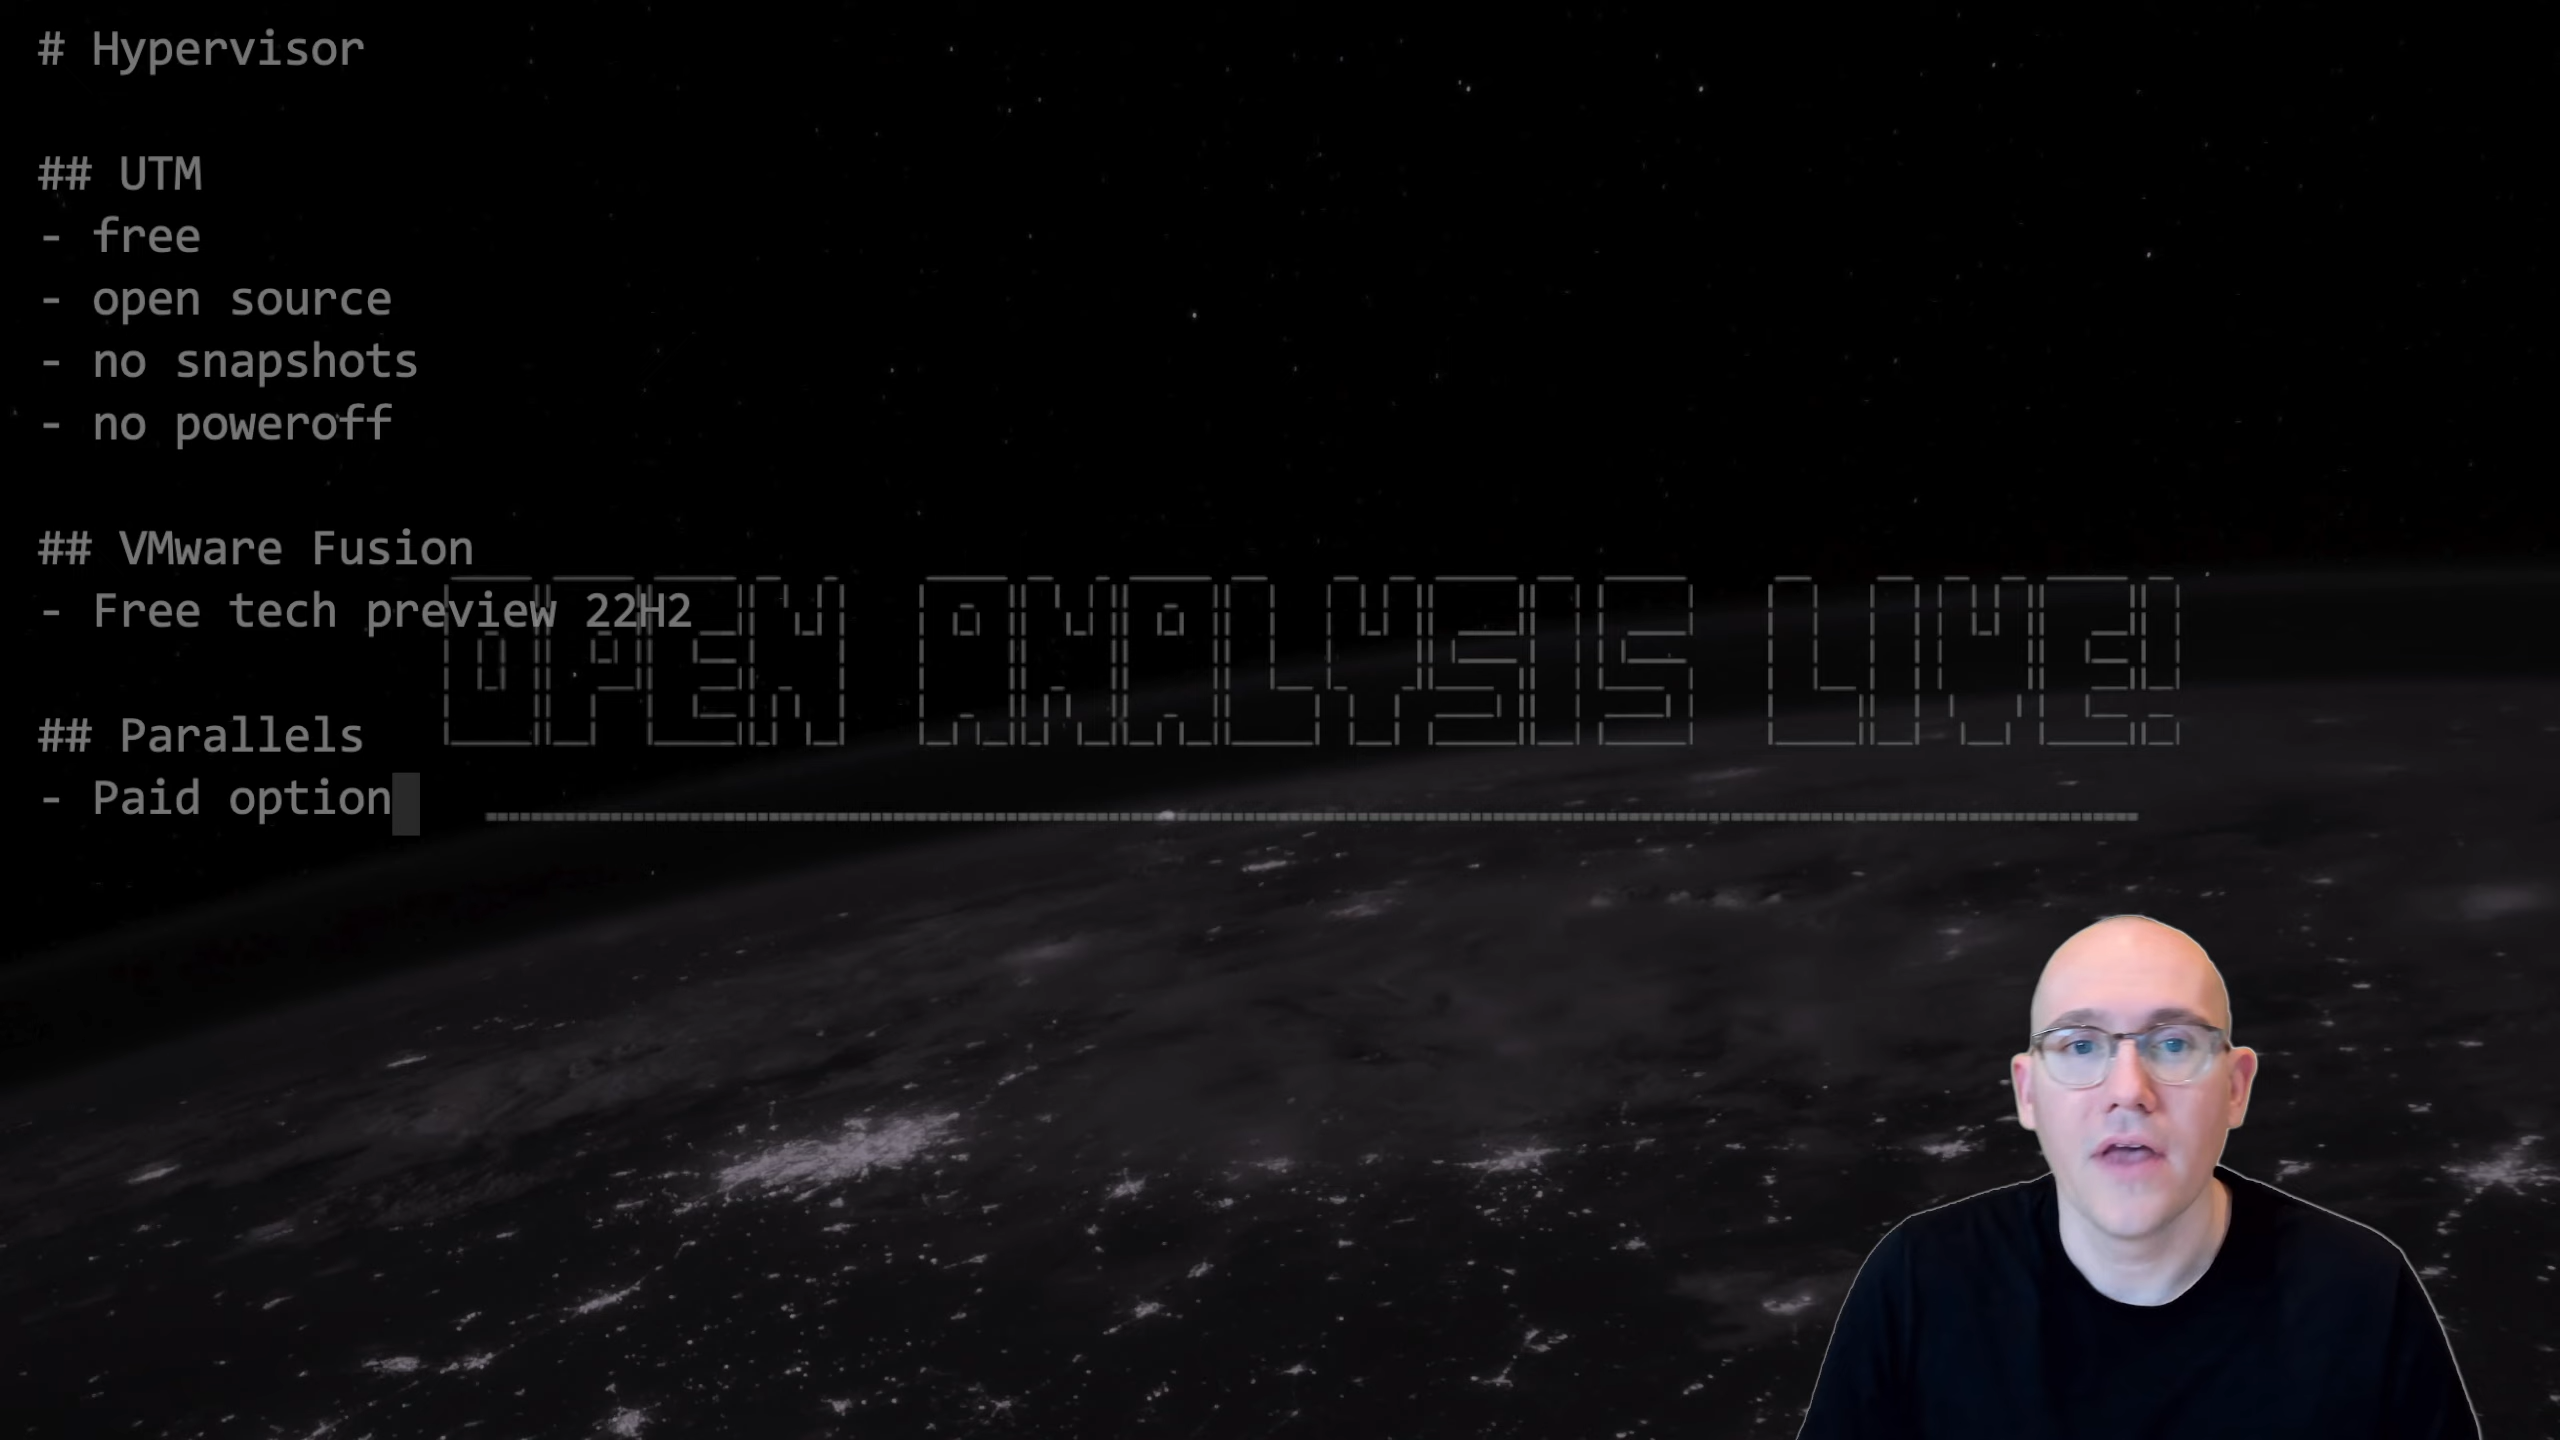 # Hypervisor
## UTM
- free
- open source
- no snapshots
- no poweroff
## VMware Fusion
- Free tech preview 22H2
## Parallels
- Paid option
OPEN ANALYSIS LIVE!